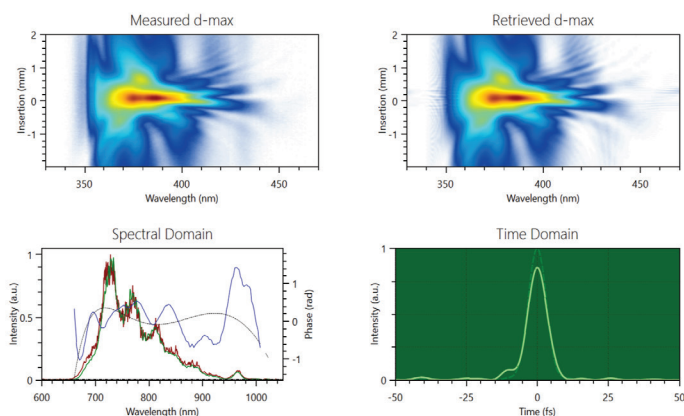 Measured d-max
Retrieved d-max
Insertion (mm)
2
1
0
-1
350
400
450
Wavelength (nm)
Insertion (mm)
2
1
0
-1
350
400
450
Wavelength (nm)
Spectral Domain
Time Domain
Intensity (a.u.)
1
0.5
0
1
0
-1
Phase (rad)
600
700
800
900
1000
Wavelength (nm)
Intensity (a.u.)
1
0
-50
-25
0
25
50
Time (fs)